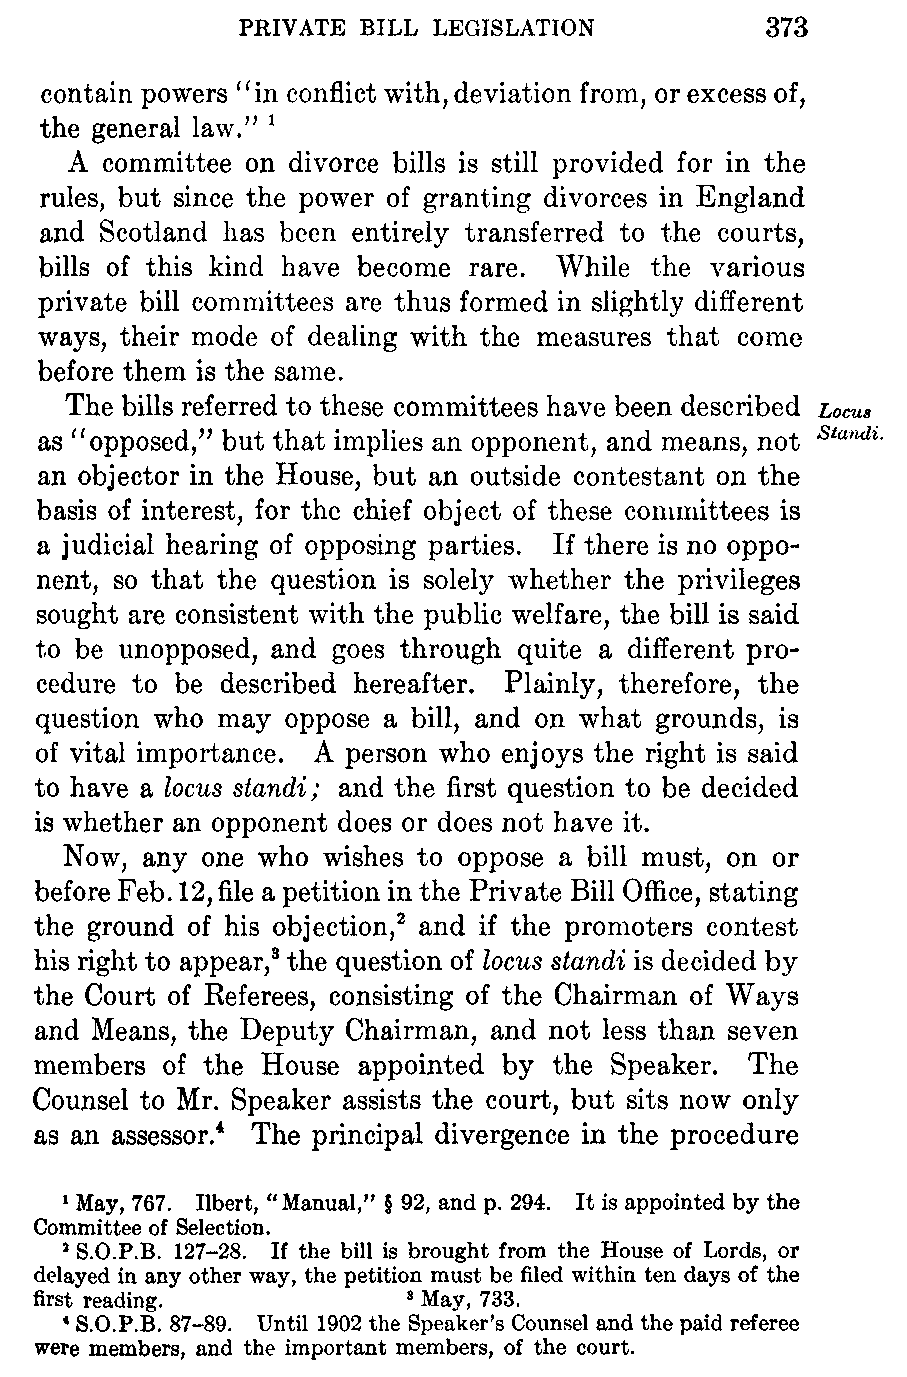 PRIVATE BILL LEGISLATION 373
contain powers "in conflict with, deviation from, or excess of,
the general law." ¹
A committee on divorce bills is still provided for in the
rules, but since the power of granting divorces in England
and Scotland has been entirely transferred to the courts,
bills of this kind have become rare. While the various
private bill committees are thus formed in slightly different
ways, their mode of dealing with the measures that come
before them is the same.
The bills referred to these committees have been described
Locus
as "opposed," but that implies an opponent, and means, not
Standi.
an objector in the House, but an outside contestant on the
basis of interest, for the chief object of these committees is
a judicial hearing of opposing parties. If there is no oppo-
nent, so that the question is solely whether the privileges
sought are consistent with the public welfare, the bill is said
to be unopposed, and goes through quite a different pro-
cedure to be described hereafter. Plainly, therefore, the
question who may oppose a bill, and on what grounds, is
of vital importance. A person who enjoys the right is said
to have a locus standi; and the first question to be decided
is whether an opponent does or does not have it.
Now, any one who wishes to oppose a bill must, on or
before Feb. 12, file a petition in the Private Bill Office, stating
the ground of his objection,² and if the promoters contest
his right to appear,³ the question of locus standi is decided by
the Court of Referees, consisting of the Chairman of Ways
and Means, the Deputy Chairman, and not less than seven
members of the House appointed by the Speaker. The
Counsel to Mr. Speaker assists the court, but sits now only
as an assessor.⁴ The principal divergence in the procedure
¹ May, 767. Ilbert, "Manual," § 92, and p. 294. It is appointed by the
Committee of Selection.
² S.O.P.B. 127–28. If the bill is brought from the House of Lords, or
delayed in any other way, the petition must be filed within ten days of the
first reading. ³ May, 733.
⁴ S.O.P.B. 87–89. Until 1902 the Speaker's Counsel and the paid referee
were members, and the important members, of the court.